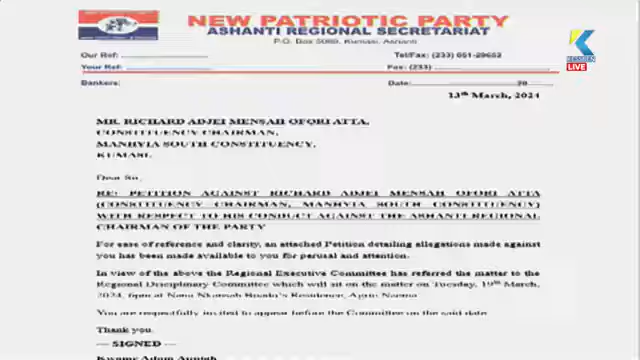 NEW PATRIOTIC PARTY
ASHANTI REGIONAL SECRETARIAT
P.O. Box 5080, Kumasi, Ashanti
Our Ref:
Tel/Fax: (233) 051-29652
Your Ref:
Fax: (233)
Bankers:
Date: 20
LIVE
13th March, 2024
MR. RICHARD ADJEI MENSAH OFORI ATTA,
CONSTITUENCY CHAIRMAN,
MANHYIA SOUTH CONSTITUENCY,
KUMASI.
Dear Sir,
RE: PETITION AGAINST RICHARD ADJEI MENSAH OFORI ATTA
(CONSTITUENCY CHAIRMAN, MANHYIA SOUTH CONSTITUENCY)
WITH RESPECT TO HIS CONDUCT AGAINST THE ASHANTI REGIONAL
CHAIRMAN OF THE PARTY
For ease of reference and clarity, an attached Petition detailing allegations made against
you has been made available to you for perusal and attention.
In view of the above the Regional Executive Committee has referred the matter to the
Regional Disciplinary Committee which will sit on the matter on Tuesday, 19th March,
2024, 6pm at Nana Residence,
You are respectfully invited to appear before the Committee on the said date
Thank you.
--- SIGNED ---
Kwame Adom